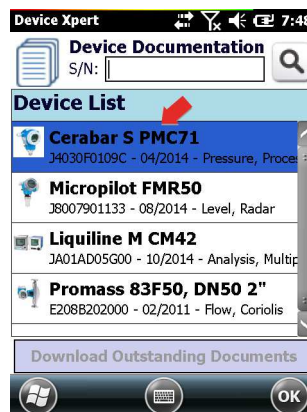 Device Xpert 7:48
Device Documentation
S/N:
Device List
Cerabar S PMC71
J4030F0109C - 04/2014 - Pressure, Proces
Micropilot FMR50
J8007901133 - 08/2014 - Level, Radar
Liquiline M CM42
JA01AD05G00 - 10/2014 - Analysis, Multip
Promass 83F50, DN50 2"
E208B202000 - 02/2011 - Flow, Coriolis
Download Outstanding Documents
OK